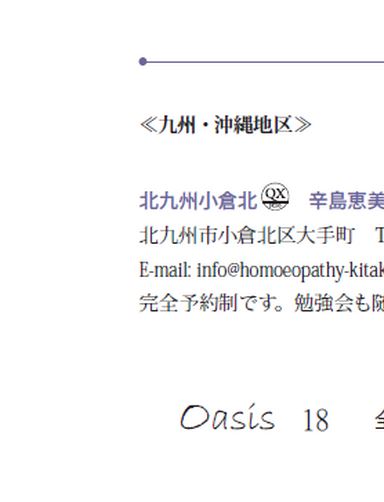 ≪九州・沖縄地区≫
北九州小倉北 QX 辛島恵美
北九州市小倉北区大手町 T
E-mail: info@homoeopathy-kitak
完全予約制です。勉強会も随
Oasis 18